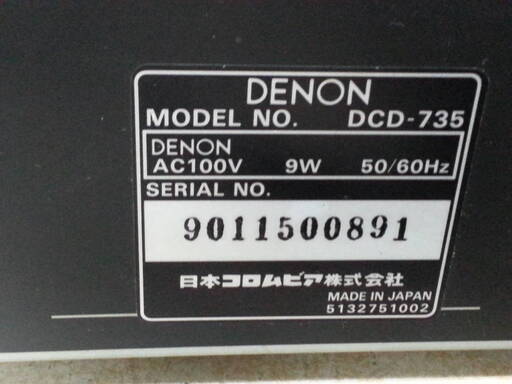 DENON
MODEL NO. DCD-735
DENON
AC100V 9W 50/60Hz
SERIAL NO.
9011500891
日本コロムビア株式会社
MADE IN JAPAN
5132751002